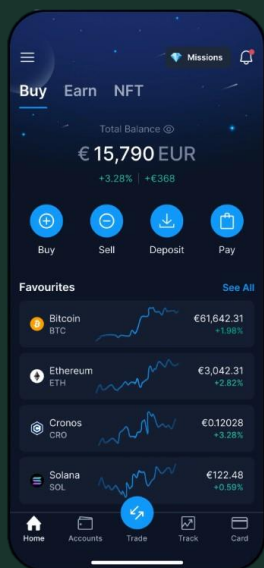 Missions
Buy Earn NFT
Total Balance
€ 15,790 EUR
+3.28% | +€368
Buy Sell Deposit Pay
Favourites See All
Bitcoin €61,642.31
BTC +1.98%
Ethereum €3,042.31
ETH +2.82%
Cronos €0.12028
CRO +3.28%
Solana €122.48
SOL +0.59%
Home Accounts Trade Track Card